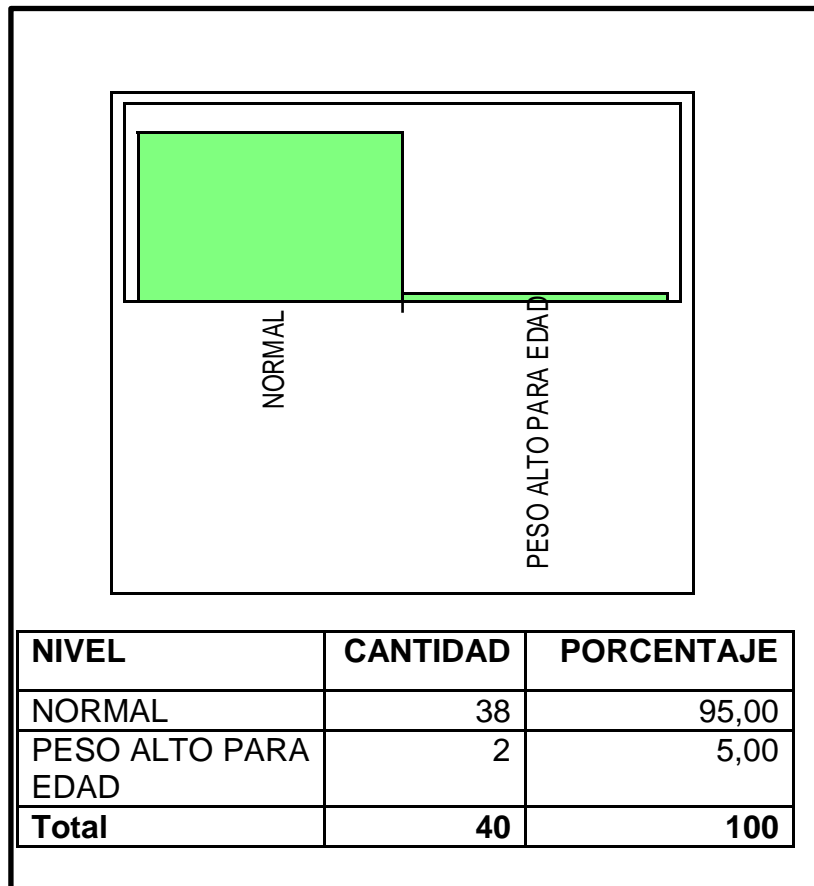 NORMAL
PESO ALTO PARA EDAD
NIVEL CANTIDAD PORCENTAJE
NORMAL 38 95,00
PESO ALTO PARA 2 5,00
EDAD
Total 40 100